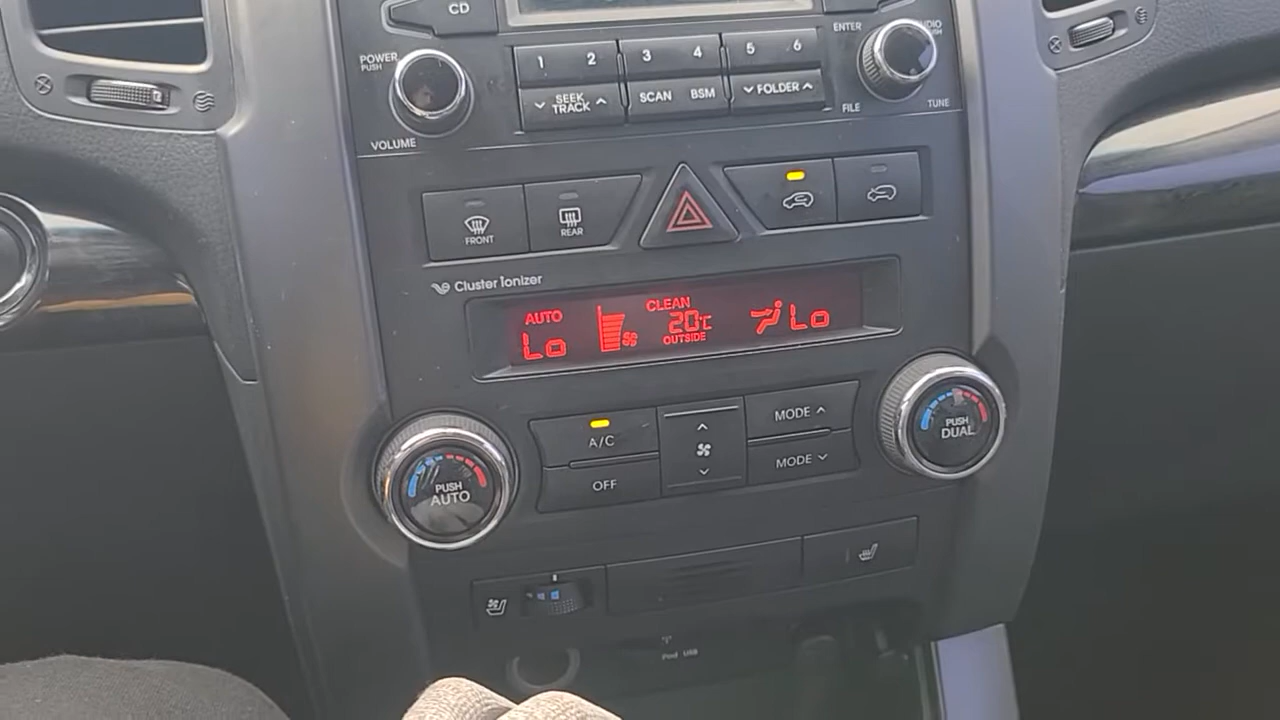 CD
ENTER
AUDIO
POWER
PUSH
1 2 3 4 5 6
SEEK
TRACK
SCAN BSM
FOLDER
VOLUME
FILE
TUNE
FRONT
REAR
Cluster Ionizer
AUTO
CLEAN
Lo
20°C
Lo
OUTSIDE
A/C
MODE
OFF
MODE
PUSH
AUTO
PUSH
DUAL
iPod USB